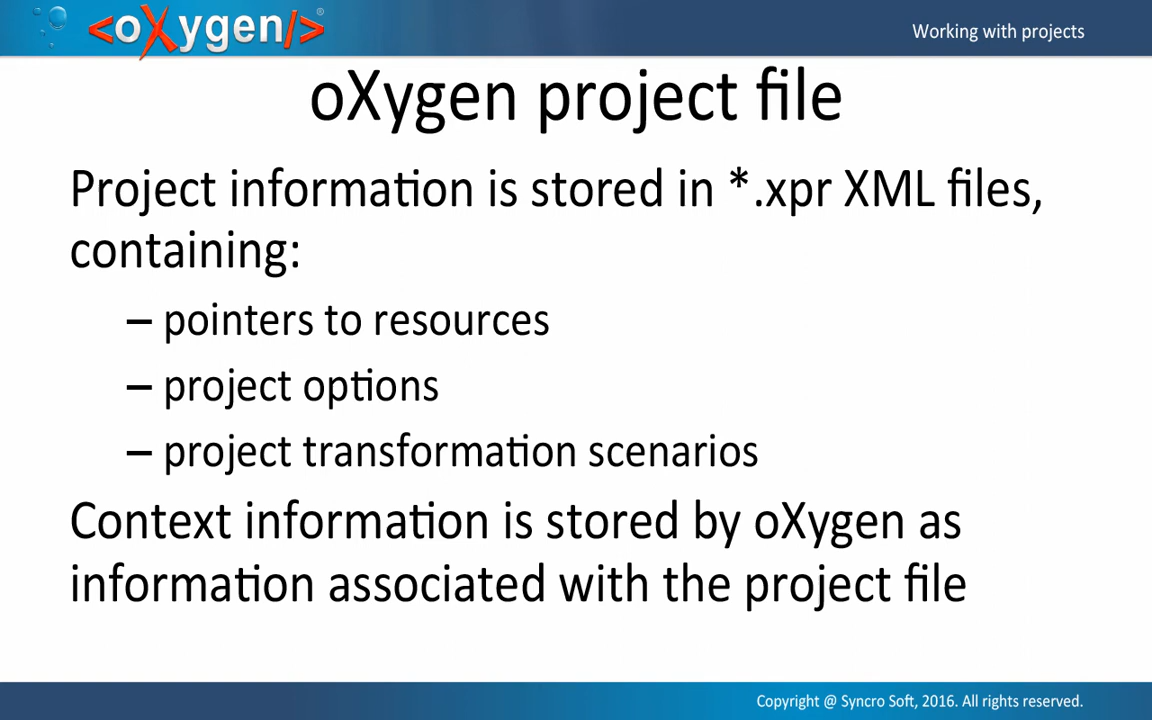 <oXygen/>®
Working with projects
oXygen project file
Project information is stored in *.xpr XML files,
containing:
– pointers to resources
– project options
– project transformation scenarios
Context information is stored by oXygen as
information associated with the project file
Copyright @ Syncro Soft, 2016. All rights reserved.